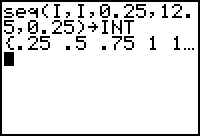 seq(I,I,0.25,12.
5,0.25)→INT
{.25 .5 .75 1 1…